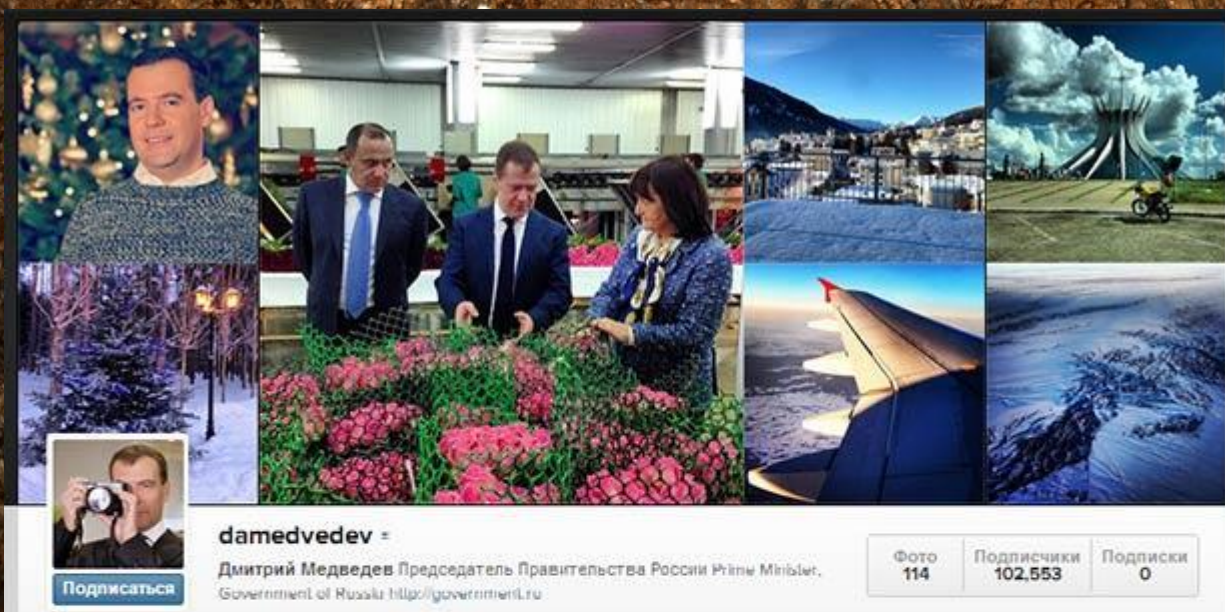 damedvedev
Дмитрий Медведев Председатель Правительства России Prime Minister,
Government of Russia http://government.ru
Подписаться
Фото
114
Подписчики
102,553
Подписки
0